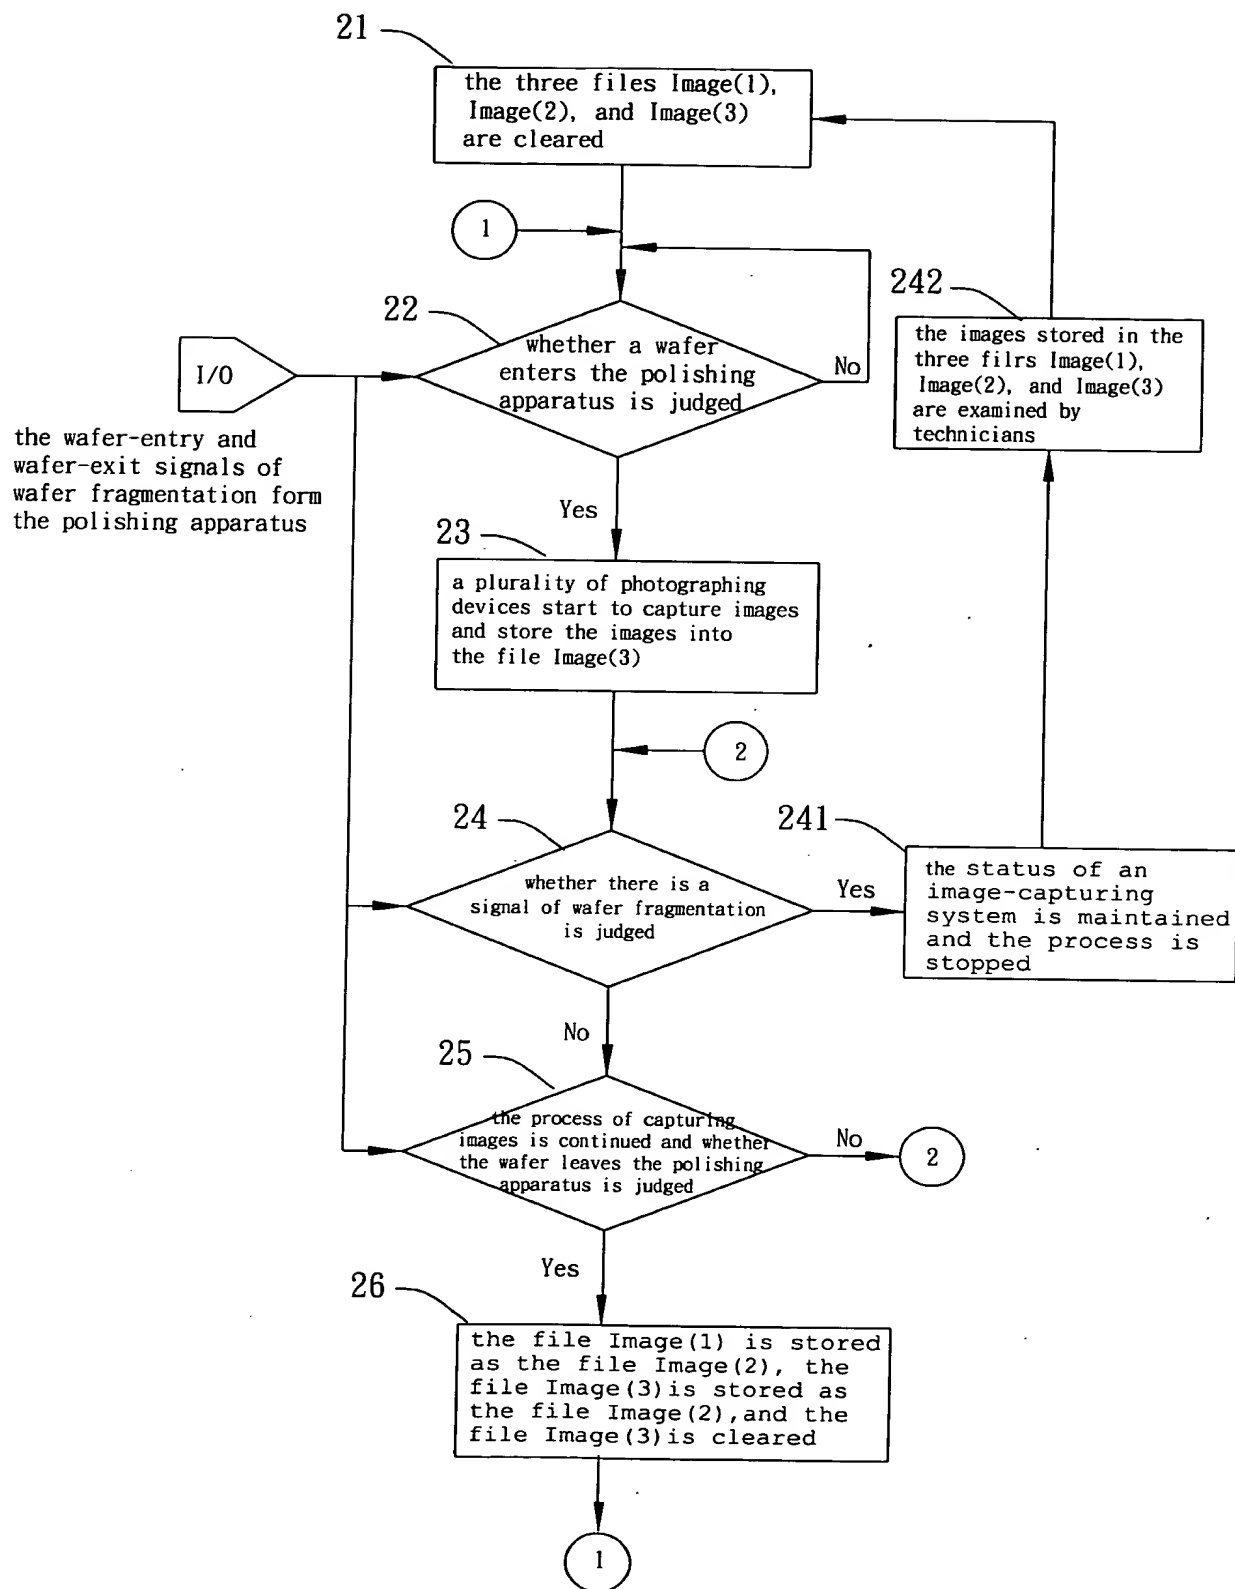 21
the three files Image(1),
Image(2), and Image(3)
are cleared
1
242
22
the images stored in the
three filrs Image(1),
Image(2), and Image(3)
are examined by
technicians
whether a wafer
enters the polishing
apparatus is judged
No
I/O
the wafer-entry and
wafer-exit signals of
wafer fragmentation form
the polishing apparatus
Yes
23
a plurality of photographing
devices start to capture images
and store the images into
the file Image(3)
2
24
241
whether there is a
signal of wafer fragmentation
is judged
Yes
the status of an
image-capturing
system is maintained
and the process is
stopped
No
25
the process of capturing
images is continued and whether
the wafer leaves the polishing
apparatus is judged
No
2
Yes
26
the file Image(1) is stored
as the file Image(2), the
file Image(3)is stored as
the file Image(2),and the
file Image(3)is cleared
1